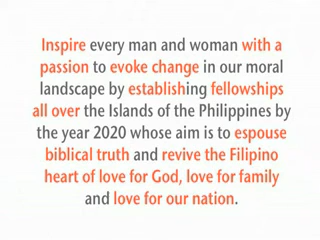 Inspire every man and woman with a
passion to evoke change in our moral
landscape by establishing fellowships
all over the Islands of the Philippines by
the year 2020 whose aim is to espouse
biblical truth and revive the Filipino
heart of love for God, love for family
and love for our nation.